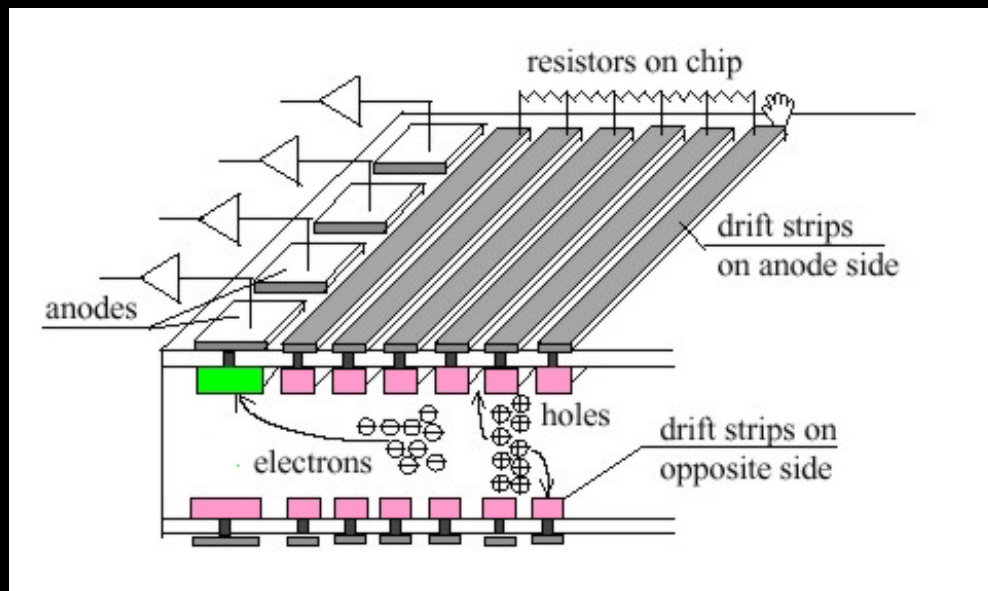 resistors on chip
drift strips
on anode side
anodes
holes
electrons
drift strips on
opposite side